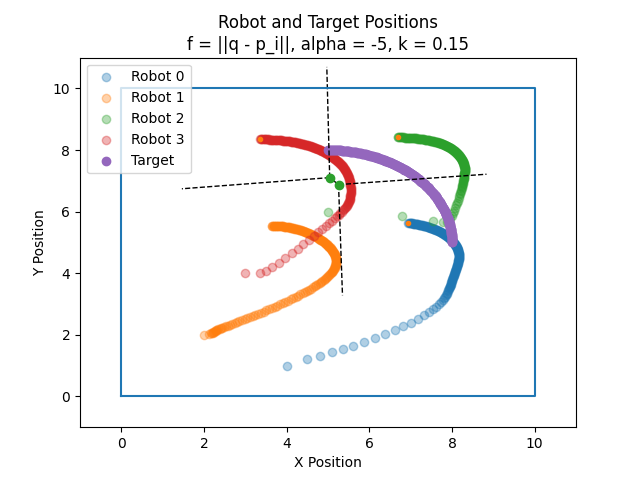 Robot and Target Positions
f = ||q - p_i||, alpha = -5, k = 0.15
Robot 0
Robot 1
Robot 2
Robot 3
Target
10
8
6
4
2
0
Y Position
0 2 4 6 8 10
X Position